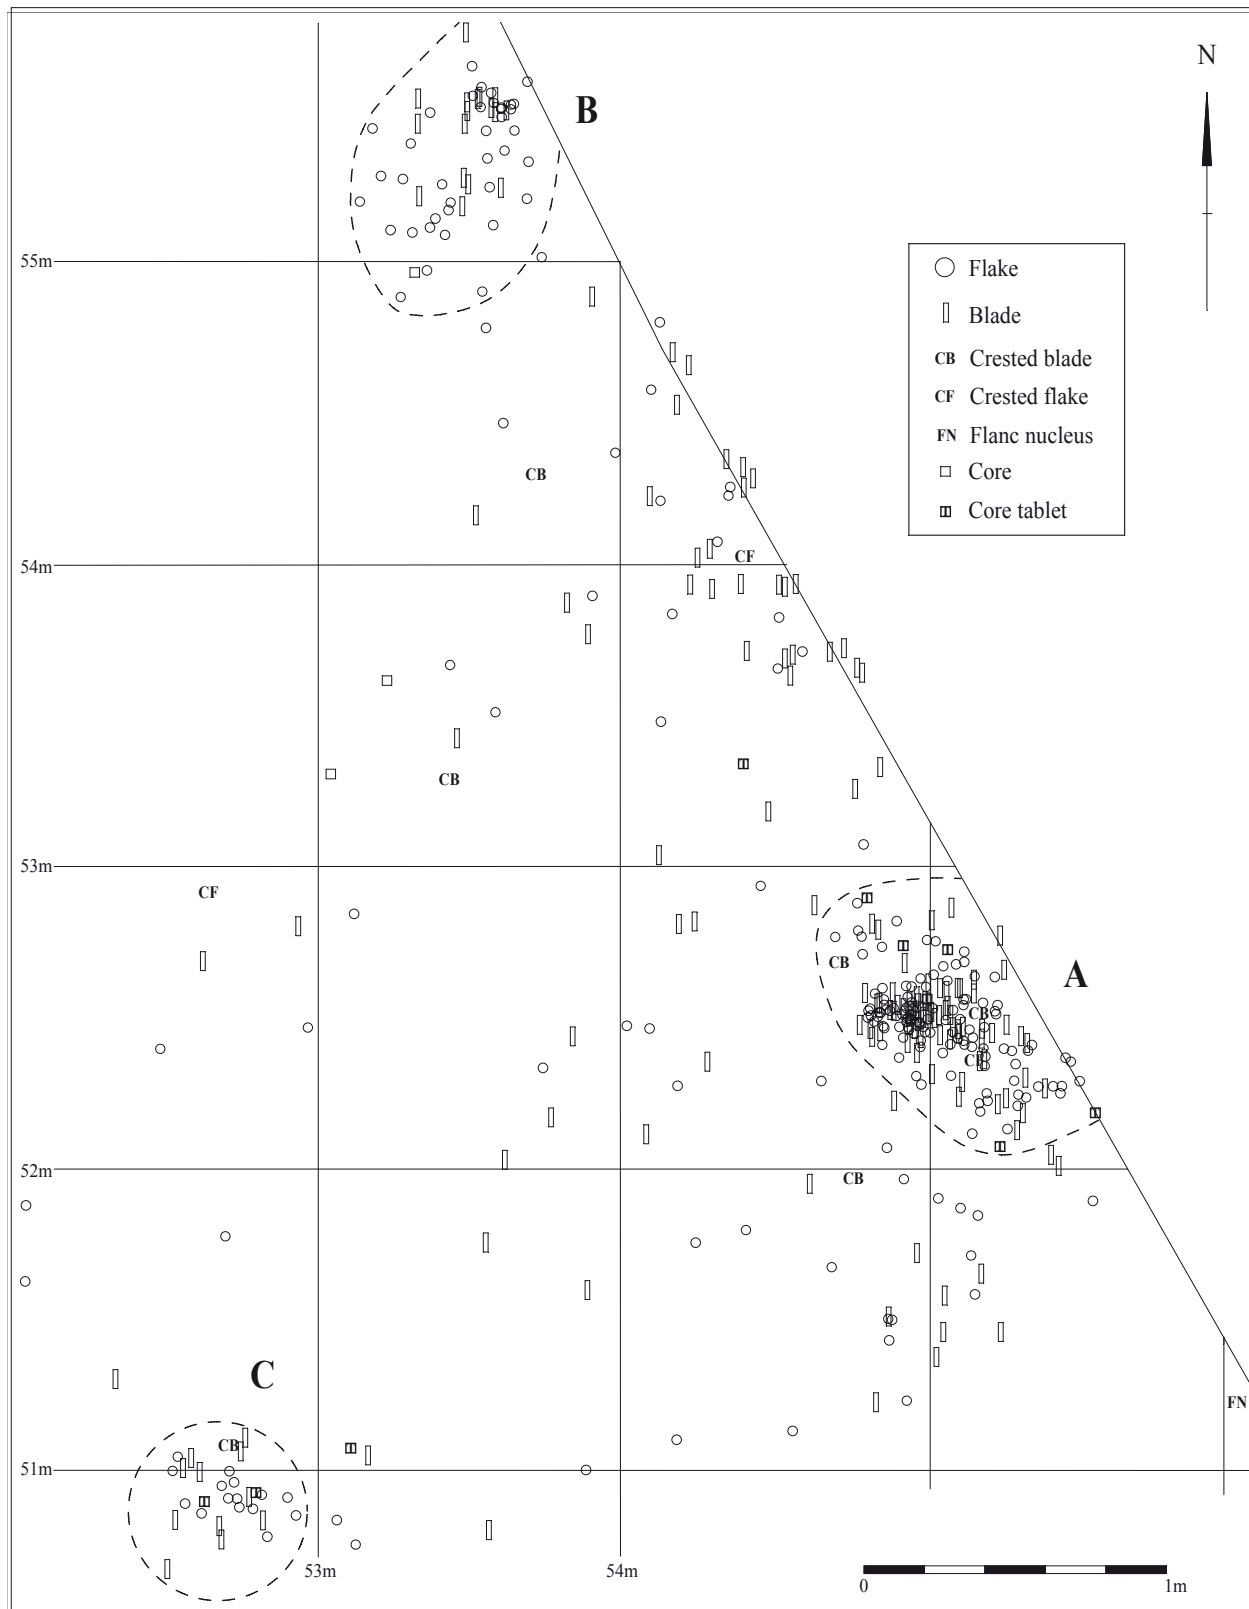 N
B
55m
Flake
Blade
CB Crested blade
CF Crested flake
FN Flanc nucleus
Core
Core tablet
CB
54m
CF
CB
53m
CF
A
CB
CB
CF
52m
CB
C
FN
CB
51m
53m
54m
0
1m